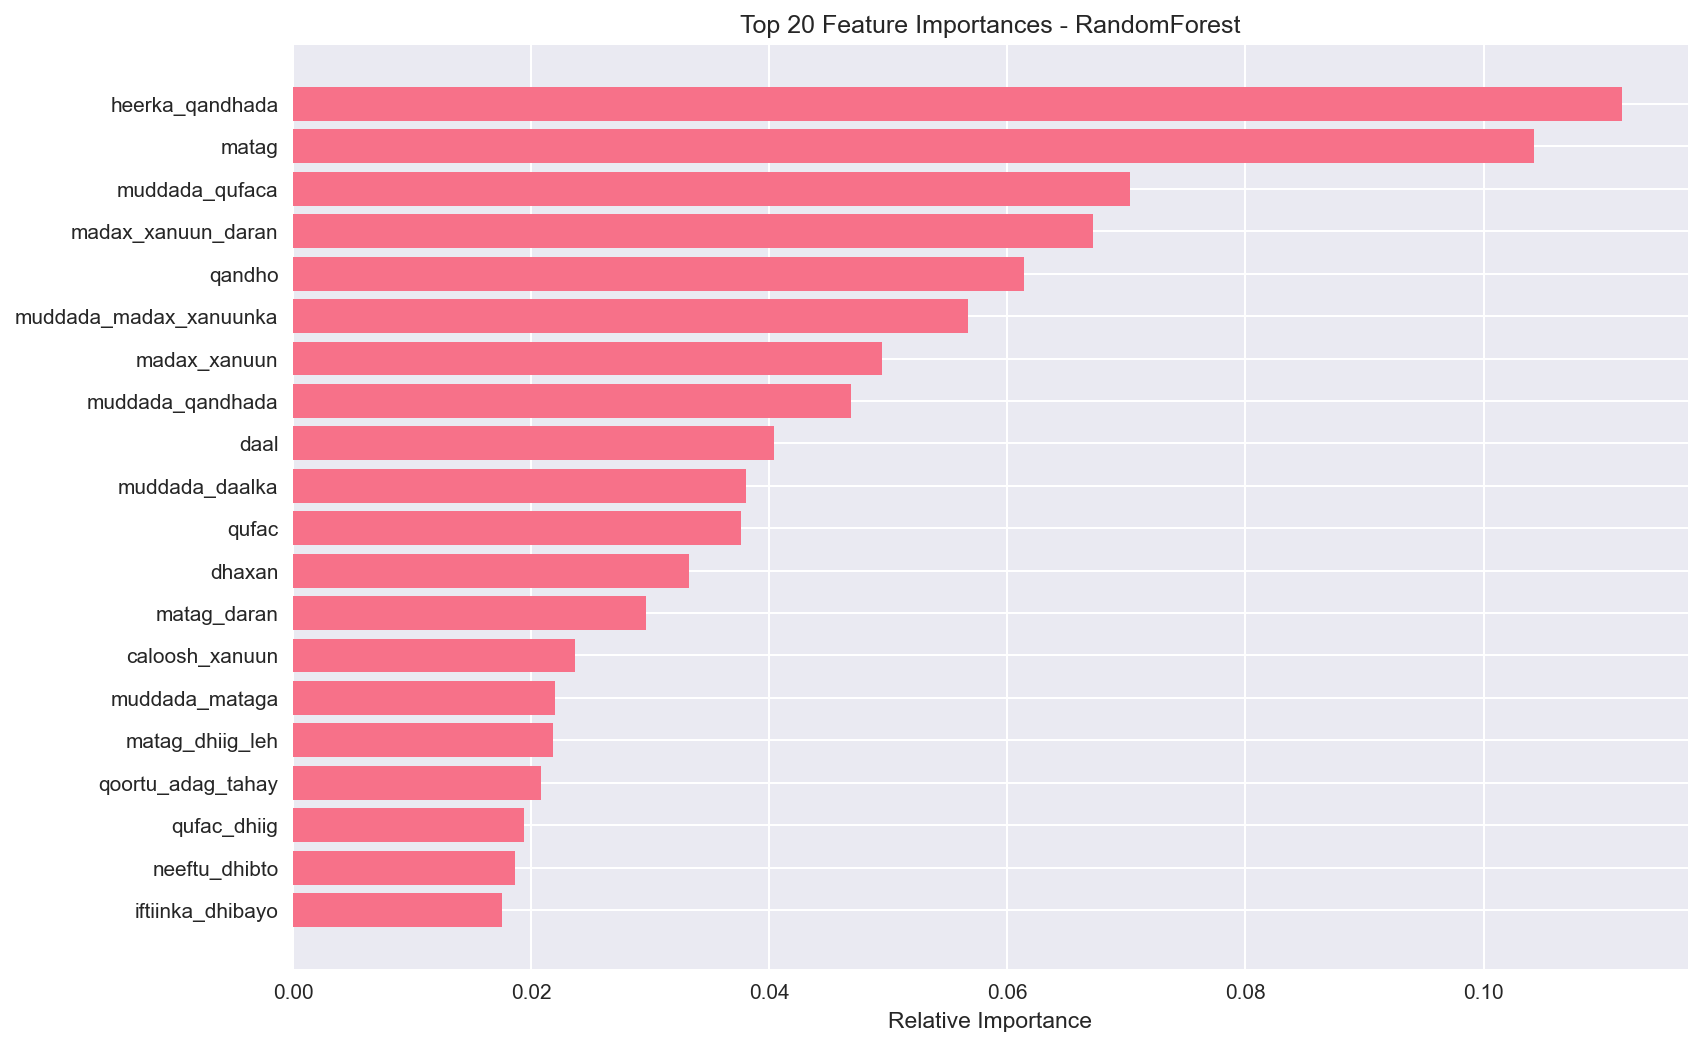 Top 20 Feature Importances - RandomForest
heerka_qandhada
matag
muddada_qufaca
madax_xanuun_daran
qandho
muddada_madax_xanuunka
madax_xanuun
muddada_qandhada
daal
muddada_daalka
qufac
dhaxan
matag_daran
caloosh_xanuun
muddada_mataga
matag_dhiig_leh
qoortu_adag_tahay
qufac_dhiig
neeftu_dhibto
iftiinka_dhibayo
0.00 0.02 0.04 0.06 0.08 0.10
Relative Importance